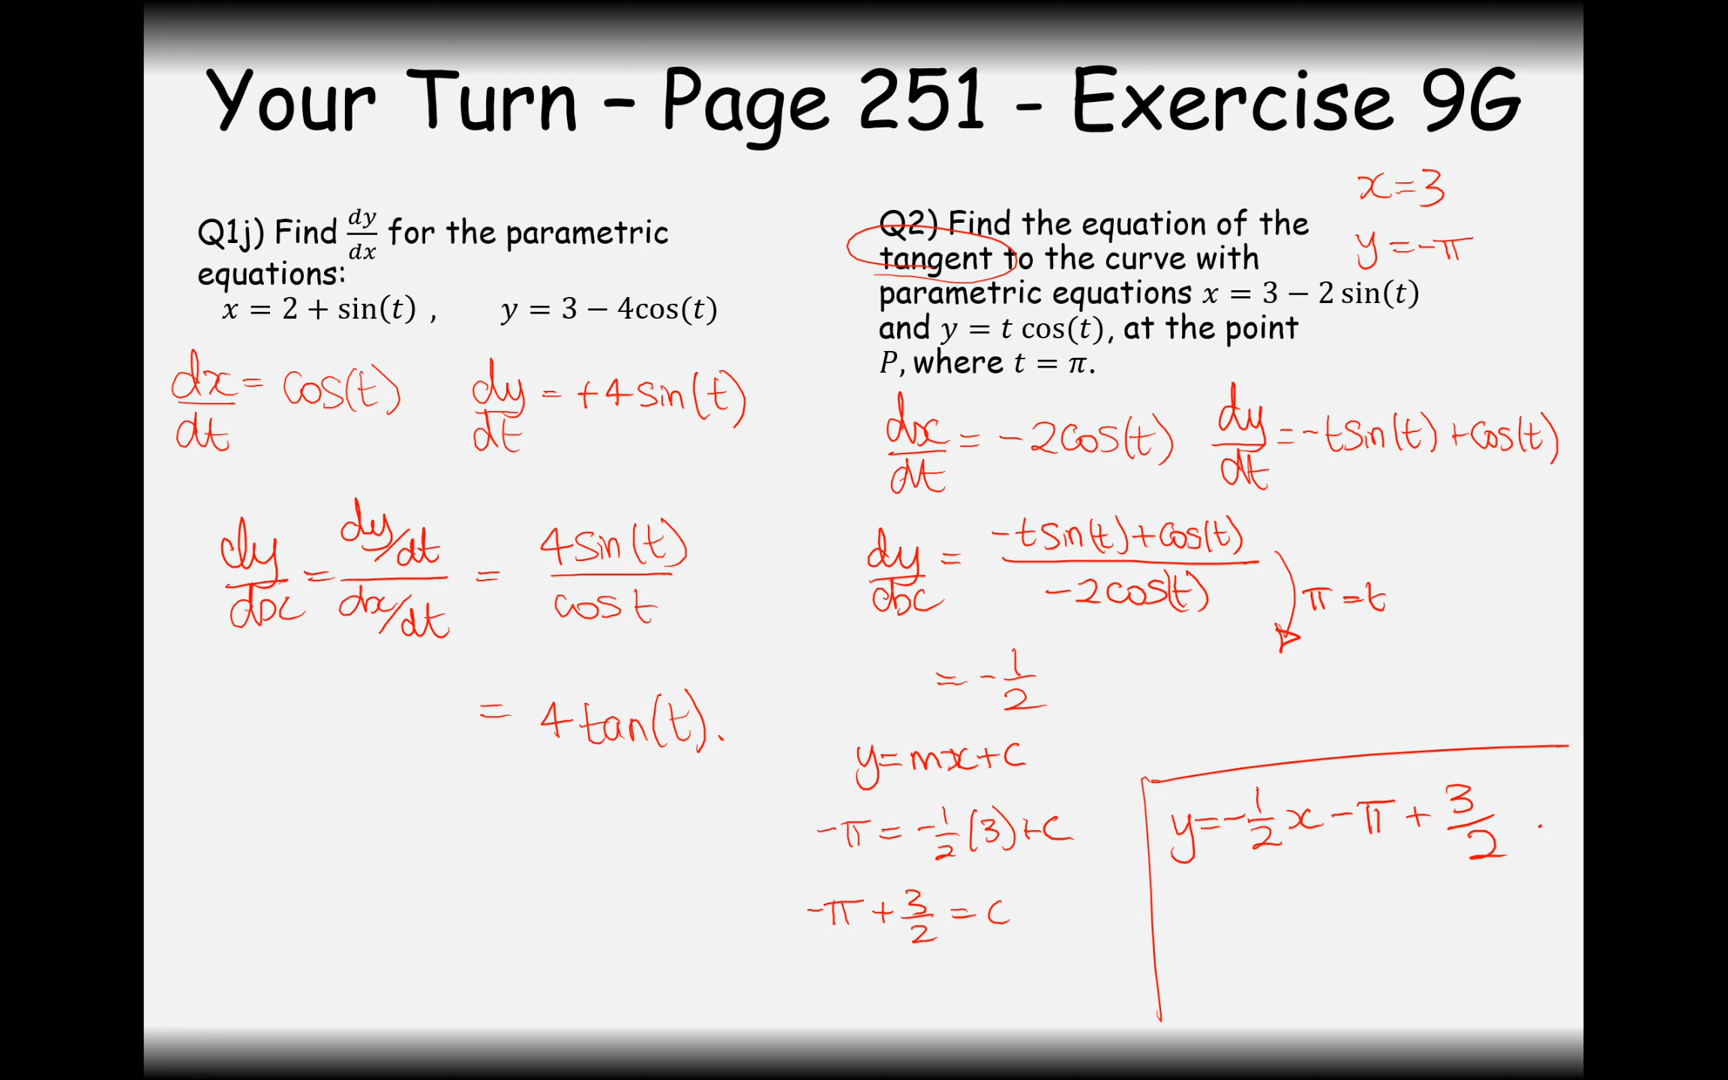 Your Turn – Page 251 - Exercise 9G
Q1j) Find dy/dx for the parametric
equations:
x = 2 + sin(t) , y = 3 − 4cos(t)
dx/dt = cos(t) dy/dt = +4sin(t)
dy/dx = (dy/dt)/(dx/dt) = 4sin(t)/cost
= 4tan(t).
x=3
y=-π
Q2) Find the equation of the
tangent to the curve with
parametric equations x = 3 − 2 sin(t)
and y = t cos(t), at the point
P, where t = π.
dx/dt = -2cos(t) dy/dt = -tsin(t)+cos(t)
dy/dx = (-tsin(t)+cos(t))/(-2cos(t))
π=t
= -1/2
y=mx+c
-π = -1/2(3)+c
-π+3/2 = c
y=-1/2x-π+3/2.